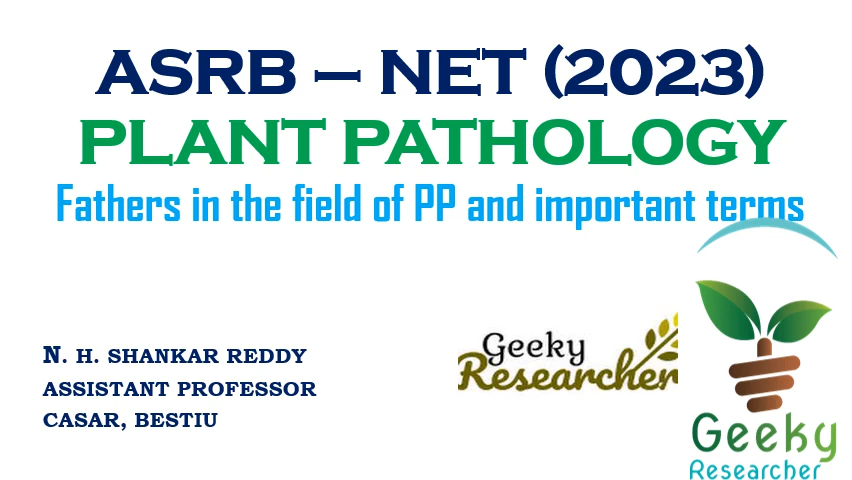 ASRB – NET (2023)
PLANT PATHOLOGY
Fathers in the field of PP and important terms
N. H. SHANKAR REDDY
ASSISTANT PROFESSOR
CASAR, BESTIU
Geeky
Researcher
Geeky
Researcher